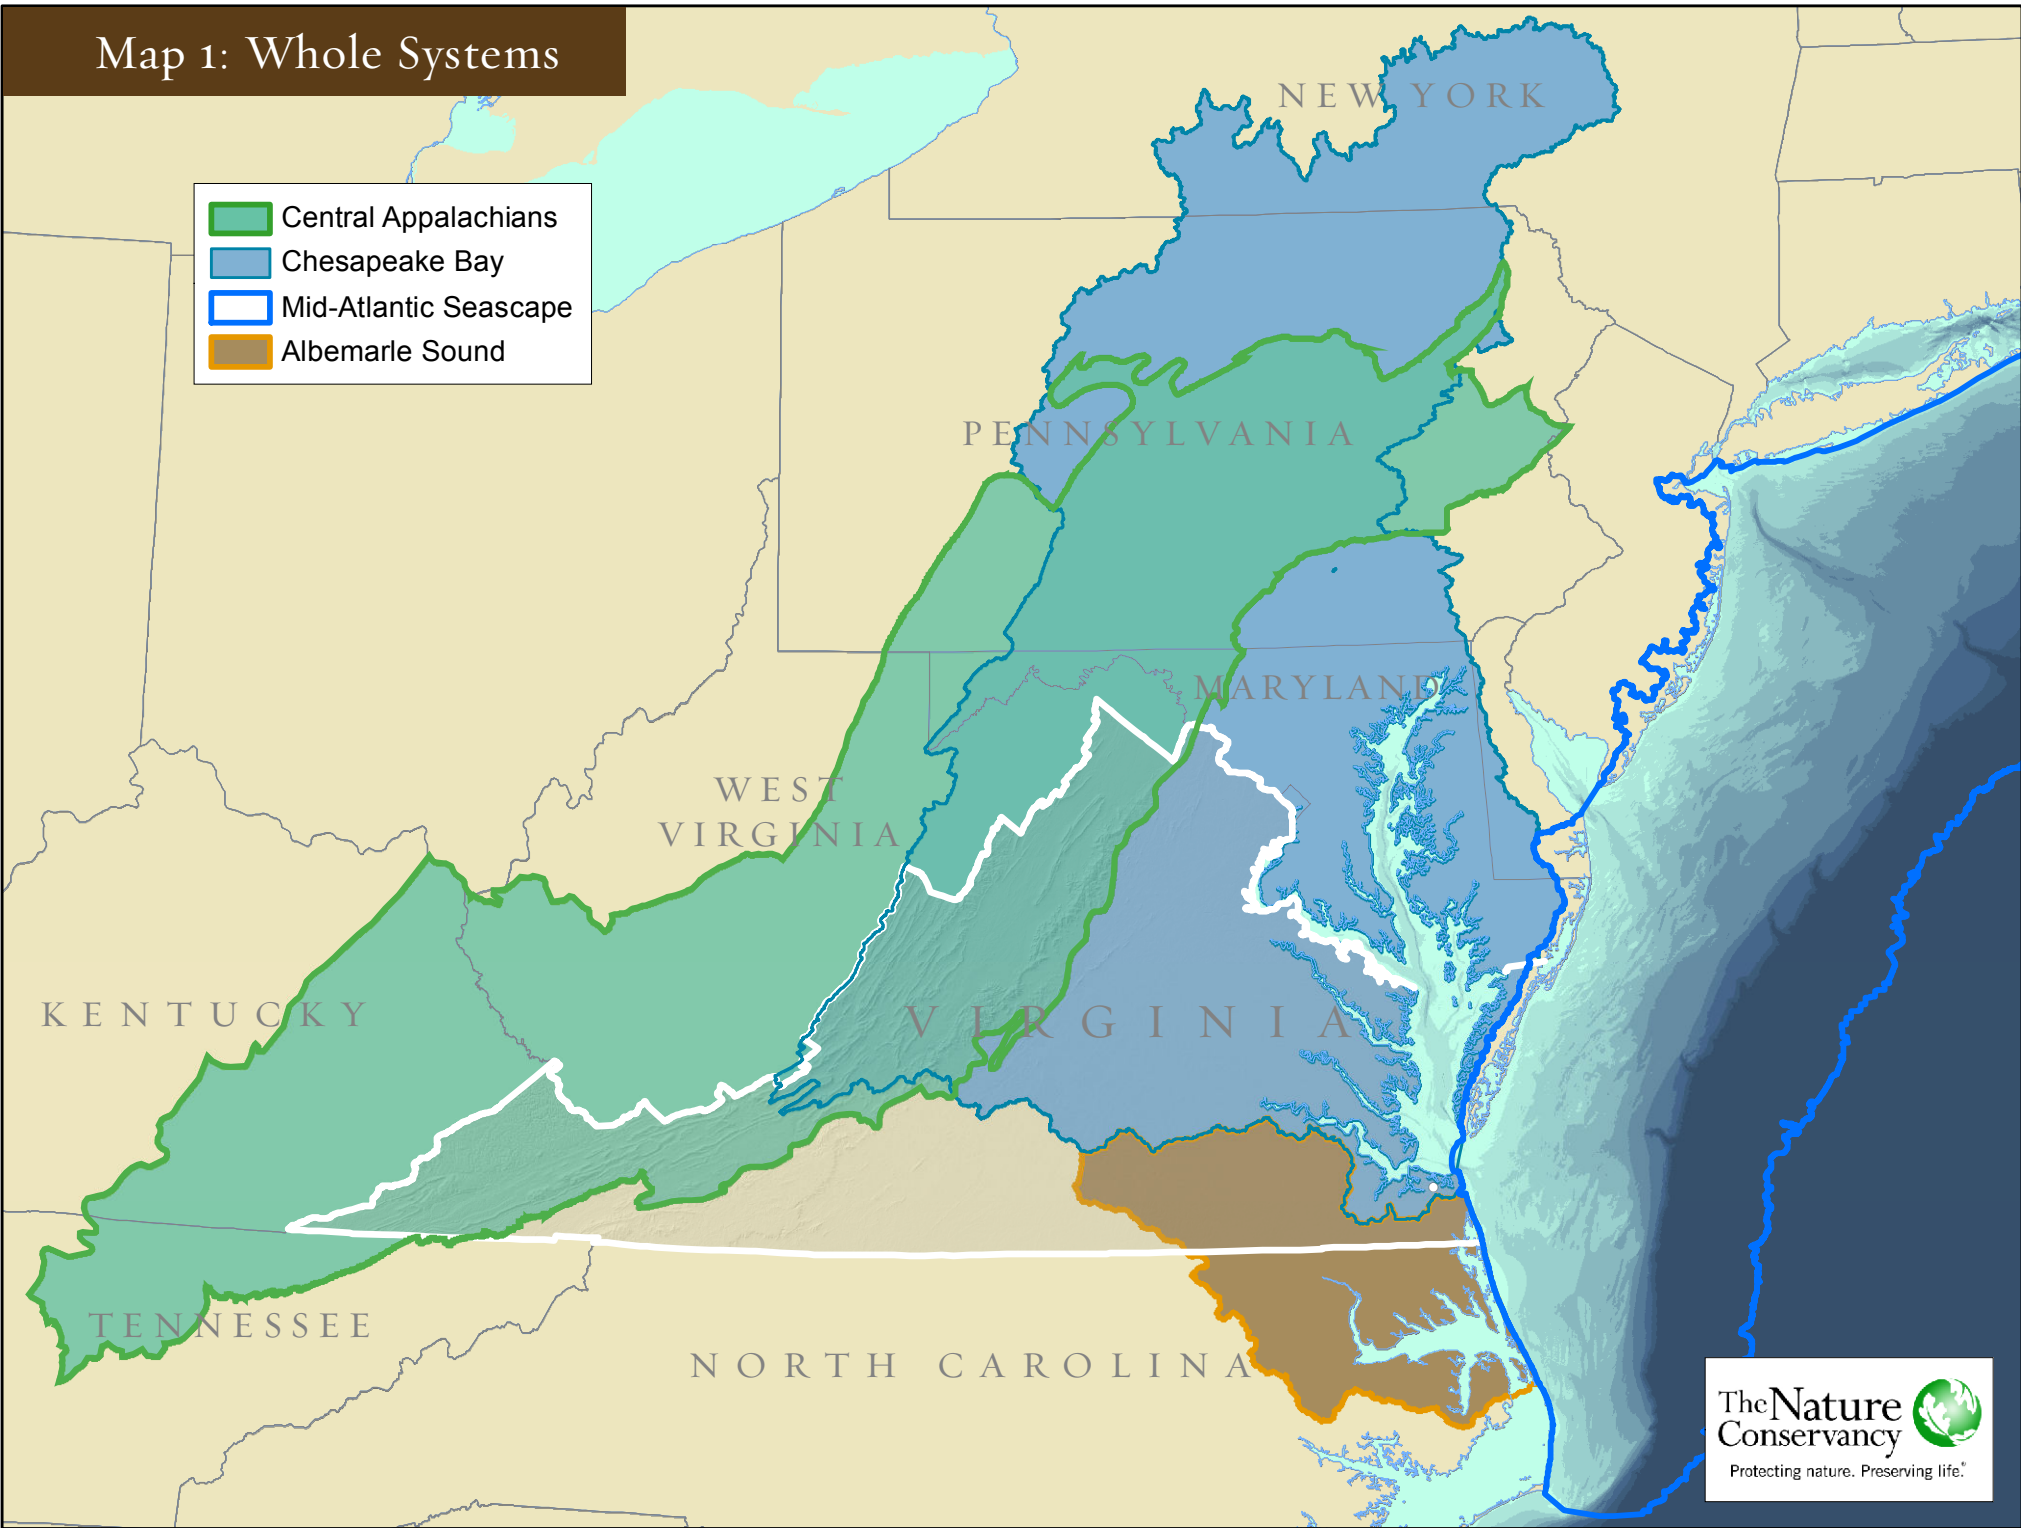 Map 1: Whole Systems
NEW YORK
Central Appalachians
Chesapeake Bay
Mid-Atlantic Seascape
Albemarle Sound
PENNSYLVANIA
MARYLAND
WEST
VIRGINIA
KENTUCKY
VIRGINIA
TENNESSEE
NORTH CAROLINA
The Nature
Conservancy
Protecting nature. Preserving life.®